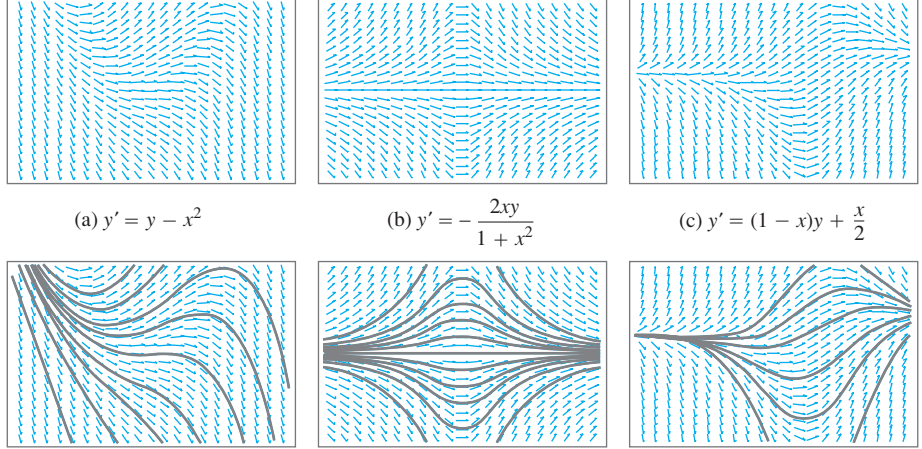 (a) y′ = y − x²
(b) y′ = − 2xy / (1 + x²)
(c) y′ = (1 − x)y + x/2